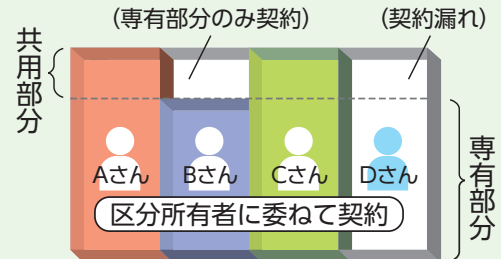 (専有部分のみ契約)
(契約漏れ)
共用部分
Aさん
Bさん
Cさん
Dさん
区分所有者に委ねて契約
専有部分